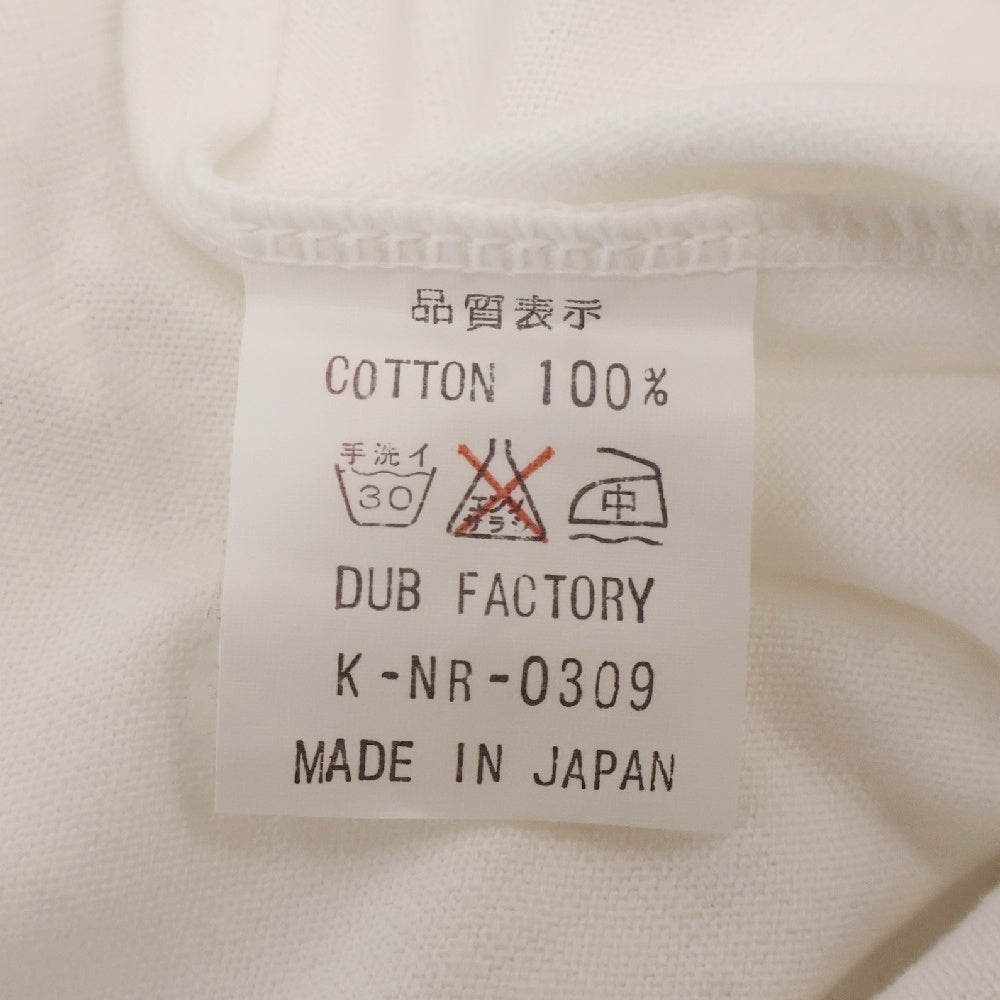 品質表示
COTTON 100%
手洗イ
30
エンソ
サラシ
中
DUB FACTORY
K-NR-0309
MADE IN JAPAN